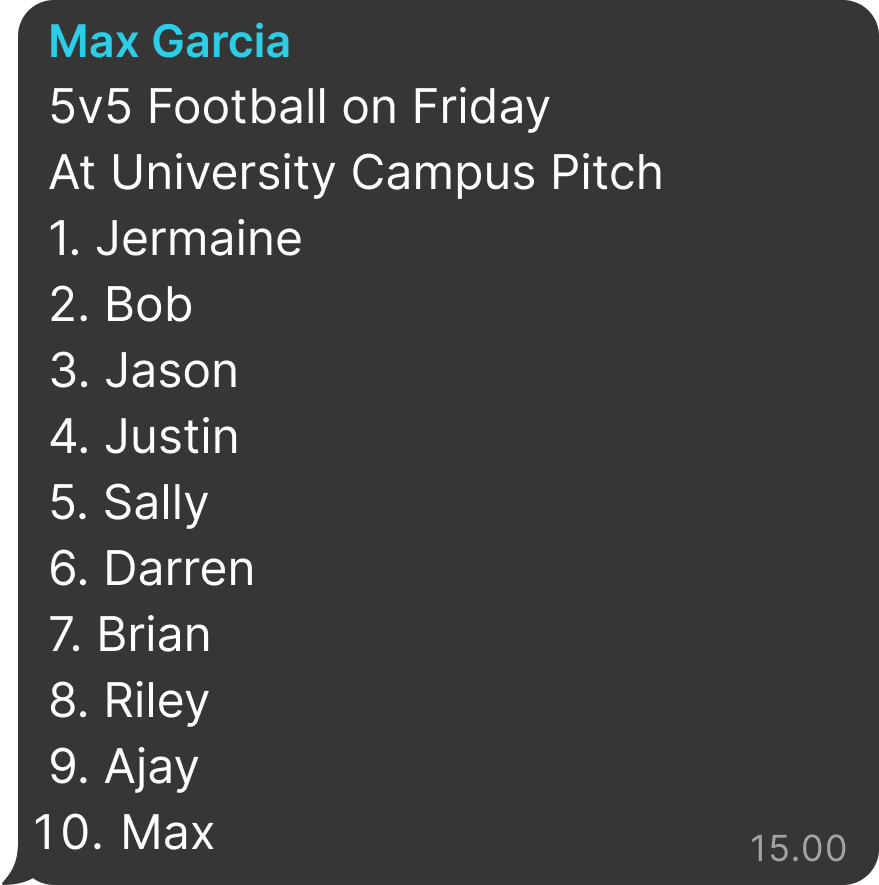 Max Garcia
5v5 Football on Friday
At University Campus Pitch
1. Jermaine
2. Bob
3. Jason
4. Justin
5. Sally
6. Darren
7. Brian
8. Riley
9. Ajay
10. Max
15.00